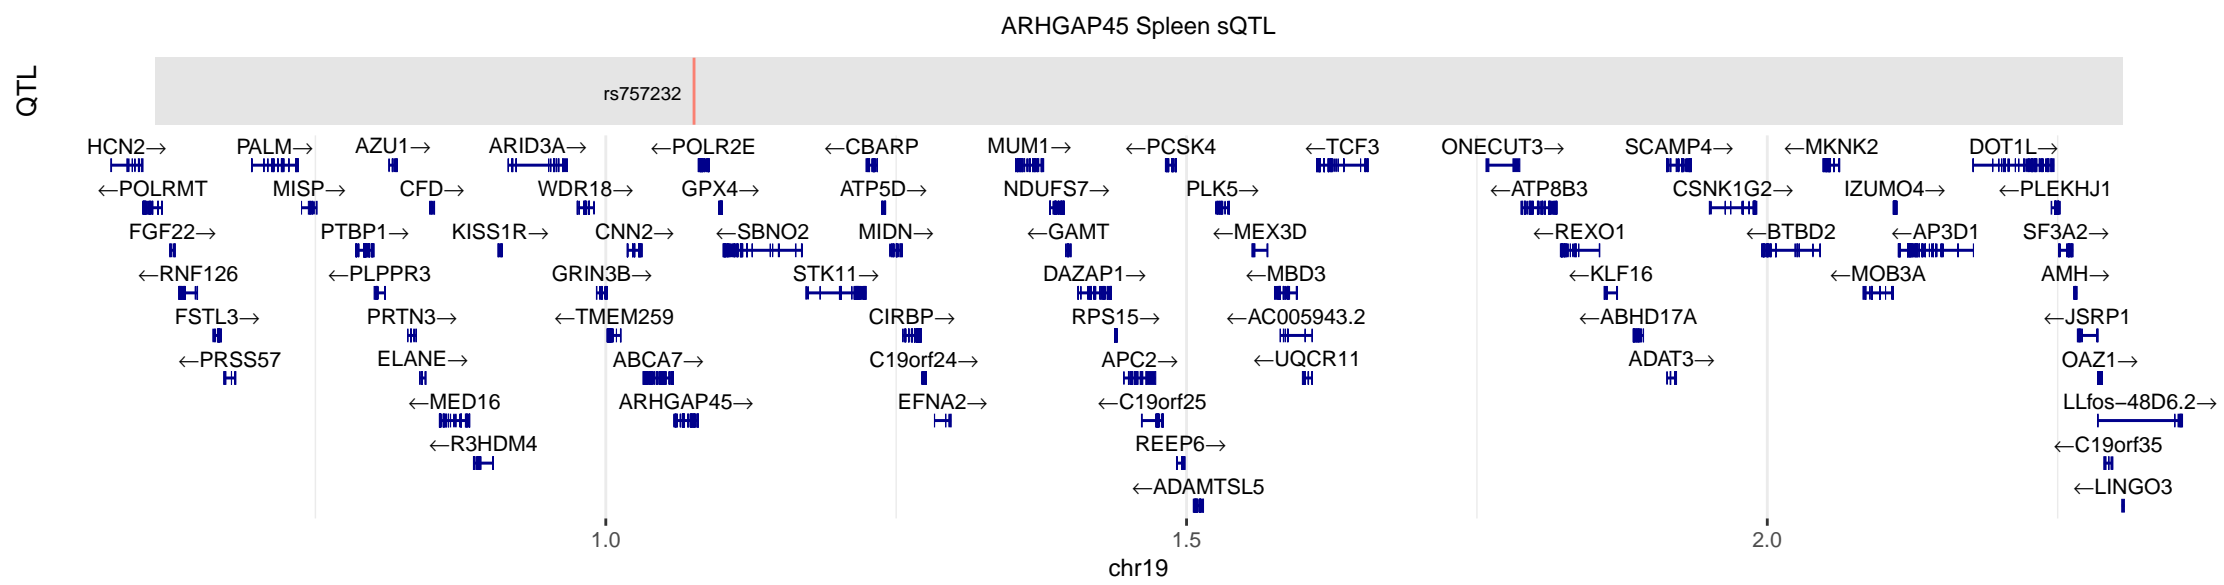 ARHGAP45 Spleen sQTL
QTL
rs757232
HCN2→ PALM→ AZU1→ ARID3A→ ←POLR2E ←CBARP MUM1→ ←PCSK4 ←TCF3 ONECUT3→ SCAMP4→ ←MKNK2 DOT1L→
←POLRMT MISP→ CFD→ WDR18→ GPX4→ ATP5D→ NDUFS7→ PLK5→ ←ATP8B3 CSNK1G2→ IZUMO4→ ←PLEKHJ1
FGF22→ PTBP1→ KISS1R→ CNN2→ ←SBNO2 MIDN→ ←GAMT ←MEX3D ←REXO1 ←BTBD2 ←AP3D1 SF3A2→
←RNF126 ←PLPPR3 GRIN3B→ STK11→ DAZAP1→ ←MBD3 ←KLF16 ←MOB3A AMH→
FSTL3→ PRTN3→ ←TMEM259 CIRBP→ RPS15→ ←AC005943.2 ←ABHD17A ←JSRP1
←PRSS57 ELANE→ ABCA7→ C19orf24→ APC2→ ←UQCR11 ADAT3→ OAZ1→
←MED16 ARHGAP45→ EFNA2→ ←C19orf25 LLfos−48D6.2→
←R3HDM4 REEP6→ ←C19orf35
←ADAMTSL5 ←LINGO3
1.0 1.5 2.0
chr19